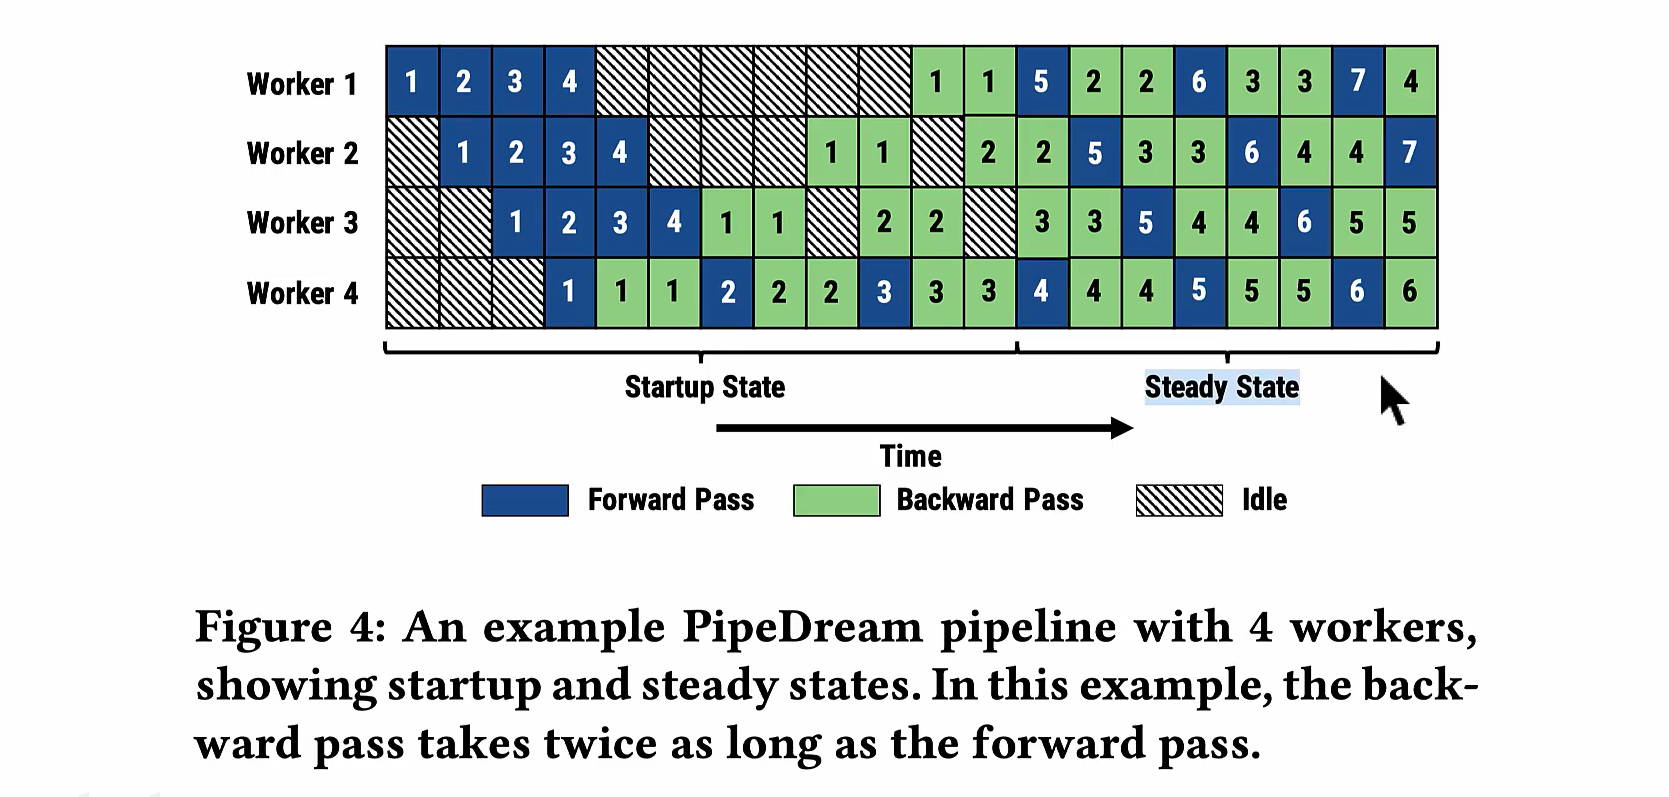 Worker 1 1 2 3 4 1 1 5 2 2 6 3 3 7 4
Worker 2 1 2 3 4 1 1 2 2 5 3 3 6 4 4 7
Worker 3 1 2 3 4 1 1 2 2 3 3 5 4 4 6 5 5
Worker 4 1 1 1 2 2 2 3 3 3 4 4 4 5 5 5 6 6
Startup State Steady State
Time
Forward Pass Backward Pass Idle
Figure 4: An example PipeDream pipeline with 4 workers,
showing startup and steady states. In this example, the back-
ward pass takes twice as long as the forward pass.